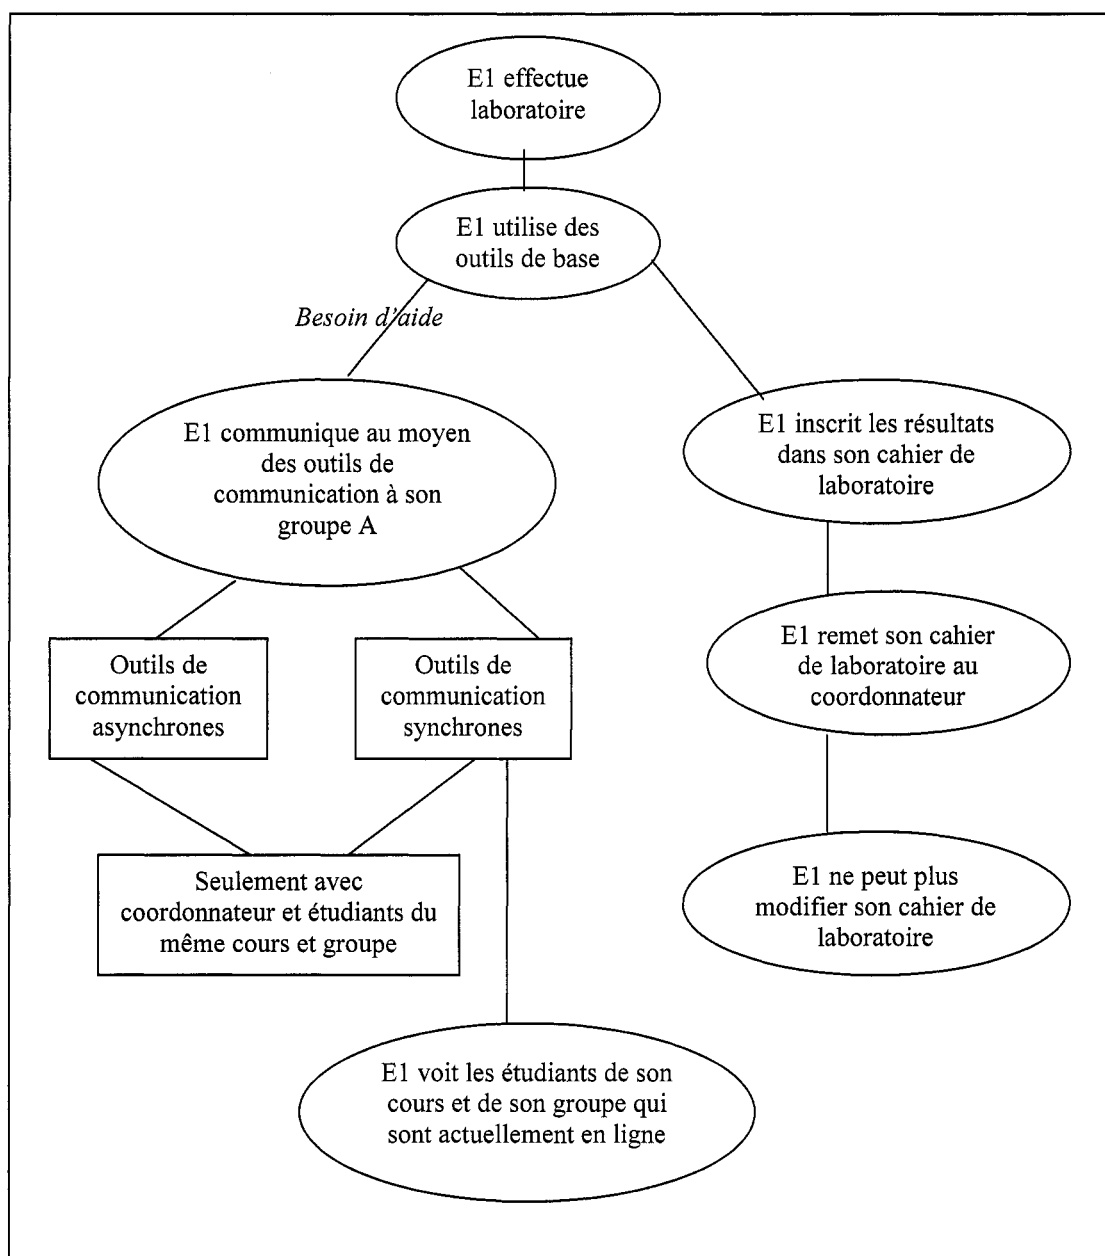 E1 effectue
laboratoire
E1 utilise des
outils de base
Besoin d'aide
E1 communique au moyen
des outils de
communication à son
groupe A
E1 inscrit les résultats
dans son cahier de
laboratoire
Outils de
communication
asynchrones
Outils de
communication
synchrones
E1 remet son cahier
de laboratoire au
coordonnateur
Seulement avec
coordonnateur et étudiants du
même cours et groupe
E1 ne peut plus
modifier son cahier de
laboratoire
E1 voit les étudiants de son
cours et de son groupe qui
sont actuellement en ligne